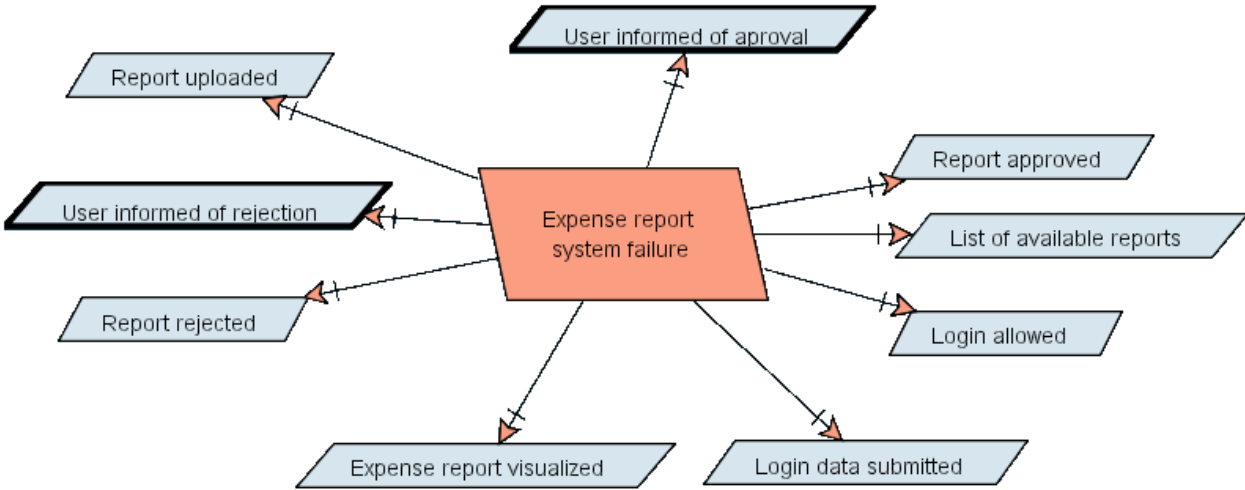 User informed of aproval
Report uploaded
Report approved
User informed of rejection
Expense report
system failure
List of available reports
Report rejected
Login allowed
Expense report visualized
Login data submitted